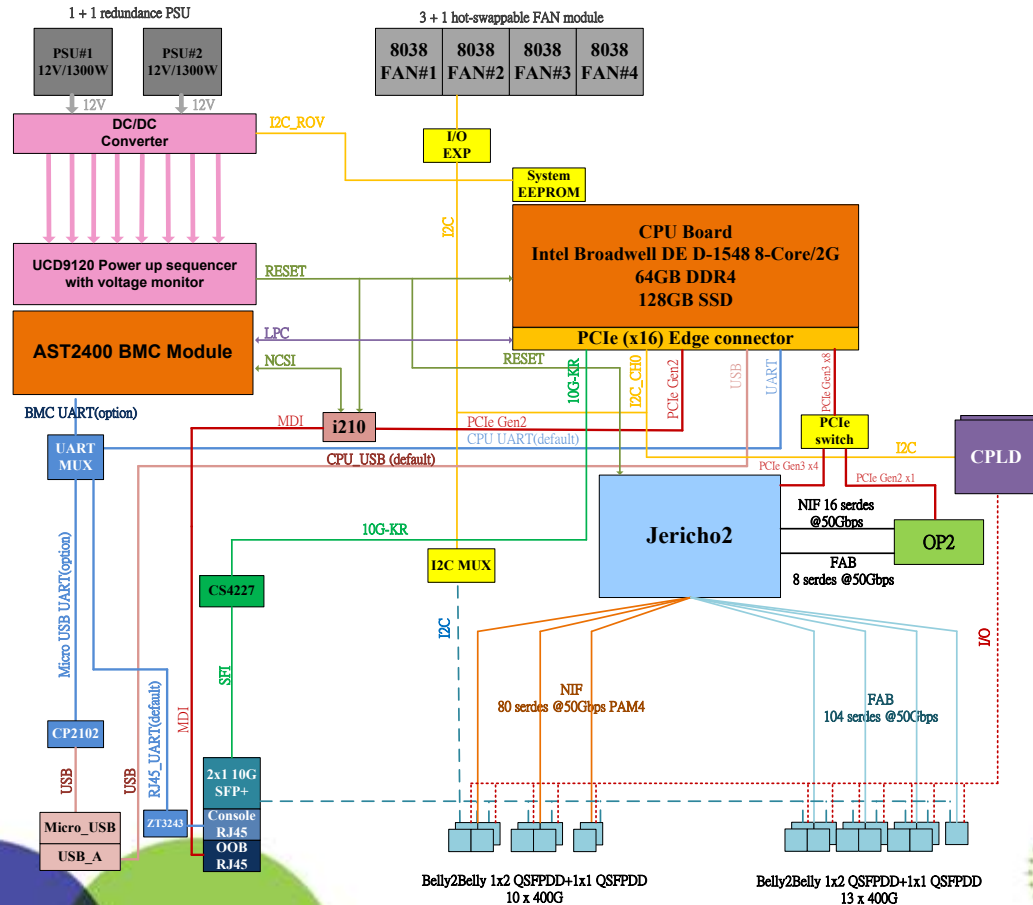 1 + 1 redundance PSU
3 + 1 hot-swappable FAN module
PSU#1
12V/1300W
PSU#2
12V/1300W
8038
FAN#1
8038
FAN#2
8038
FAN#3
8038
FAN#4
12V
12V
DC/DC
Converter
I2C_ROV
I/O
EXP
System
EEPROM
I2C
CPU Board
Intel Broadwell DE D-1548 8-Core/2G
64GB DDR4
128GB SSD
UCD9120 Power up sequencer
with voltage monitor
RESET
AST2400 BMC Module
LPC
PCIe (x16) Edge connector
NCSI
RESET
10G-KR
I2C_CH0
PCIe Gen2
USB
UART
PCIe Gen3 x8
BMC UART(option)
MDI
i210
PCIe Gen2
PCIe
switch
UART
MUX
CPU UART(default)
CPU_USB (default)
I2C
CPLD
PCIe Gen3 x4
PCIe Gen2 x1
Jericho2
NIF 16 serdes
@50Gbps
OP2
FAB
8 serdes @50Gbps
10G-KR
I2C MUX
CS4227
Micro USB UART(option)
I2C
I/O
SFI
NIF
80 serdes @50Gbps PAM4
FAB
104 serdes @50Gbps
RJ45_UART(default)
MDI
CP2102
USB
USB
2x1 10G
SFP+
Micro_USB
USB_A
ZT3243
Console
RJ45
OOB
RJ45
Belly2Belly 1x2 QSFPDD+1x1 QSFPDD
10 x 400G
Belly2Belly 1x2 QSFPDD+1x1 QSFPDD
13 x 400G